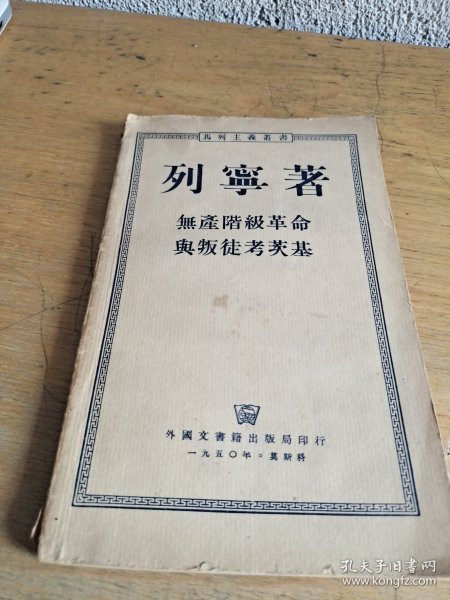 馬列主義叢書
列寧著
無產階級革命
與叛徒考茨基
外國文書籍出版局印行
一九五〇年。莫斯科
孔夫子旧书网
www.kongfz.com